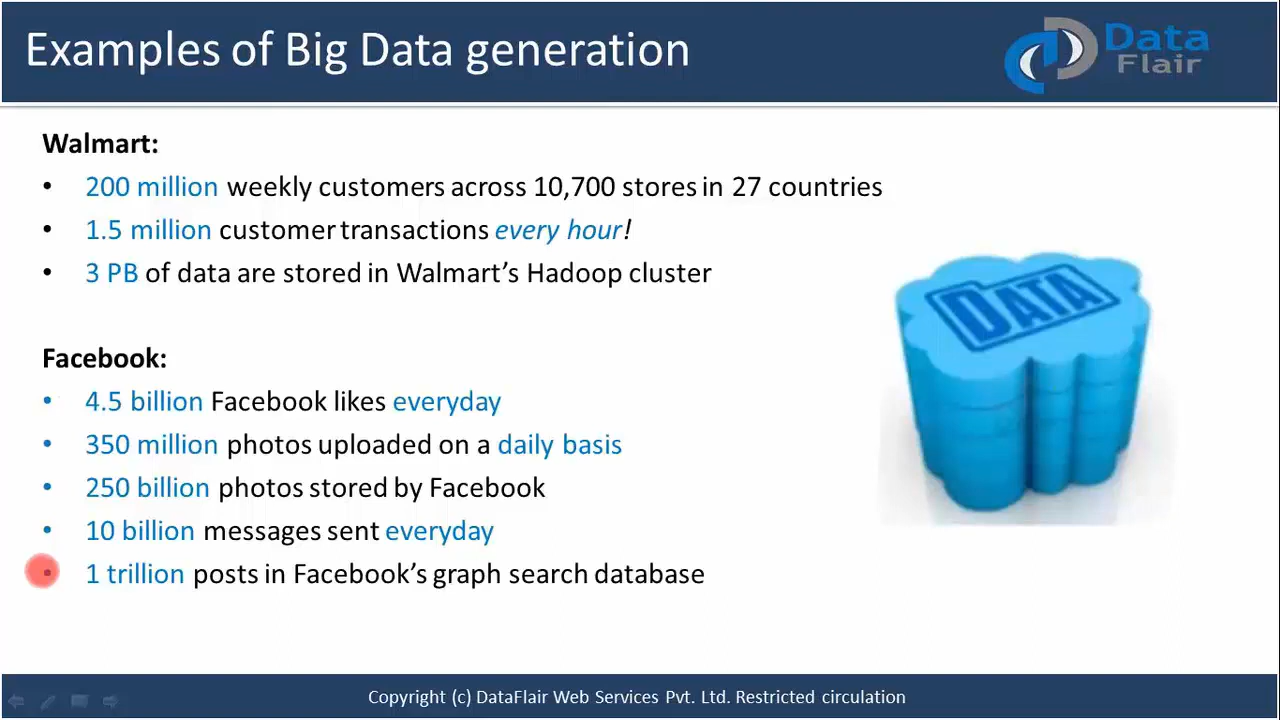 Examples of Big Data generation
Data
Flair
Walmart:
• 200 million weekly customers across 10,700 stores in 27 countries
• 1.5 million customer transactions every hour!
• 3 PB of data are stored in Walmart’s Hadoop cluster
DATA
Facebook:
• 4.5 billion Facebook likes everyday
• 350 million photos uploaded on a daily basis
• 250 billion photos stored by Facebook
• 10 billion messages sent everyday
• 1 trillion posts in Facebook’s graph search database
Copyright (c) DataFlair Web Services Pvt. Ltd. Restricted circulation